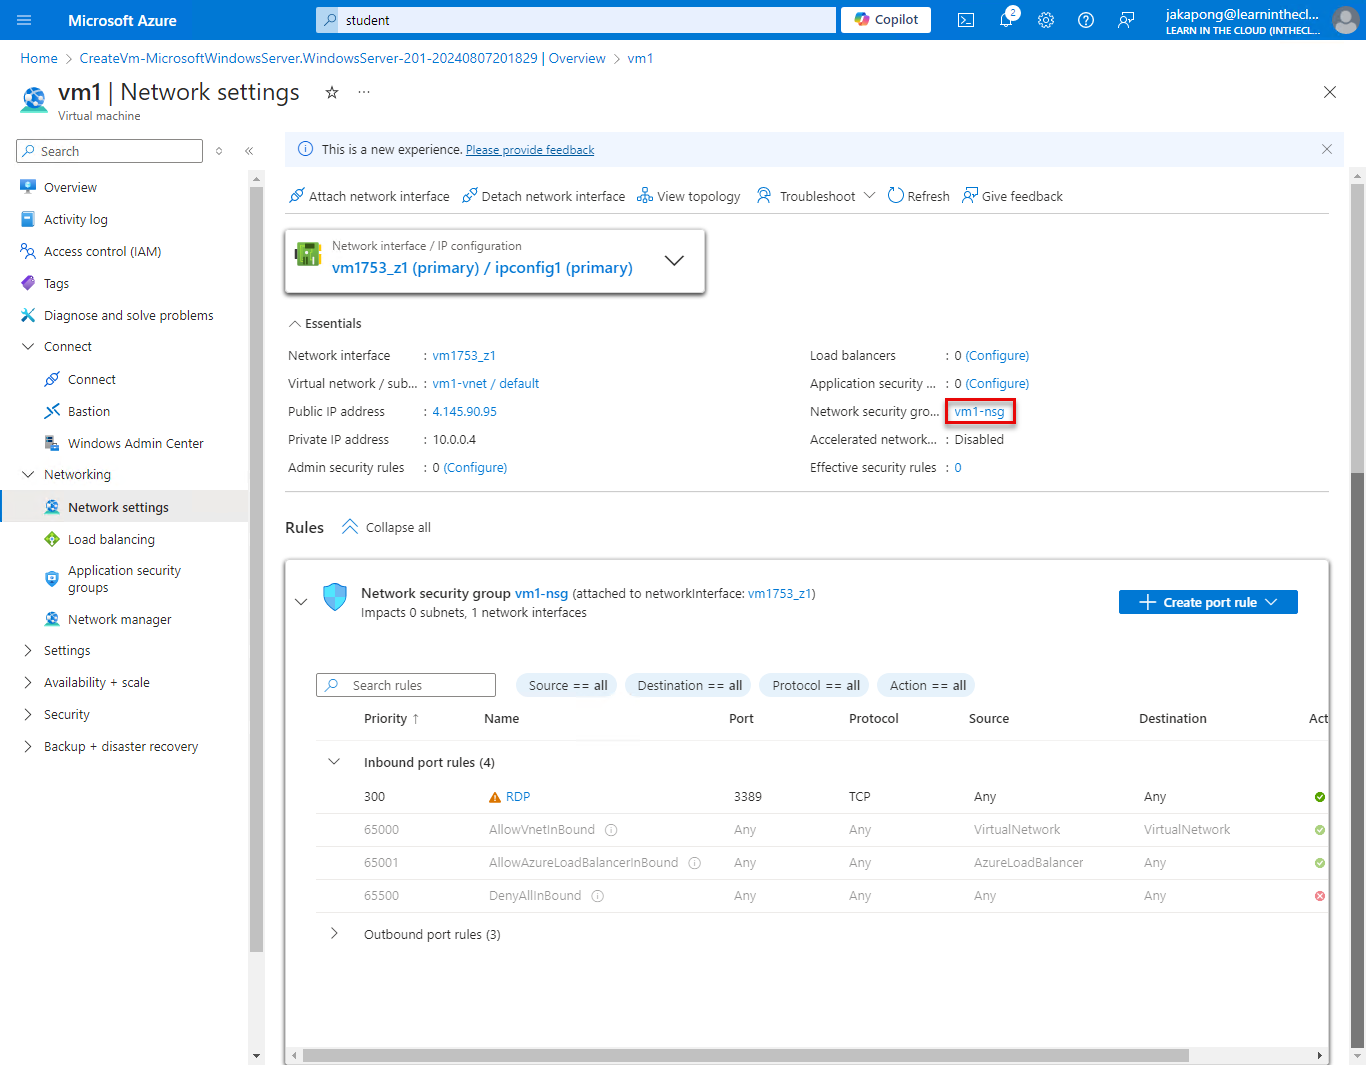 Microsoft Azure
student
Copilot
2
jakapong@learninthecl...
LEARN IN THE CLOUD (INTHECL...
Home > CreateVm-MicrosoftWindowsServer.WindowsServer-201-20240807201829 | Overview > vm1
vm1 | Network settings
Virtual machine
Search
Overview
Activity log
Access control (IAM)
Tags
Diagnose and solve problems
Connect
Connect
Bastion
Windows Admin Center
Networking
Network settings
Load balancing
Application security
groups
Network manager
Settings
Availability + scale
Security
Backup + disaster recovery
This is a new experience. Please provide feedback
Attach network interface Detach network interface View topology Troubleshoot Refresh Give feedback
Network interface / IP configuration
vm1753_z1 (primary) / ipconfig1 (primary)
Essentials
Network interface : vm1753_z1
Virtual network / sub... : vm1-vnet / default
Public IP address : 4.145.90.95
Private IP address : 10.0.0.4
Admin security rules : 0 (Configure)
Load balancers : 0 (Configure)
Application security ... : 0 (Configure)
Network security gro... vm1-nsg
Accelerated network... : Disabled
Effective security rules : 0
Rules Collapse all
Network security group vm1-nsg (attached to networkInterface: vm1753_z1)
Impacts 0 subnets, 1 network interfaces
Create port rule
Search rules Source == all Destination == all Protocol == all Action == all
Priority ↑ Name Port Protocol Source Destination Act
Inbound port rules (4)
300 RDP 3389 TCP Any Any
65000 AllowVnetInBound Any Any VirtualNetwork VirtualNetwork
65001 AllowAzureLoadBalancerInBound Any Any AzureLoadBalancer Any
65500 DenyAllInBound Any Any Any Any
Outbound port rules (3)